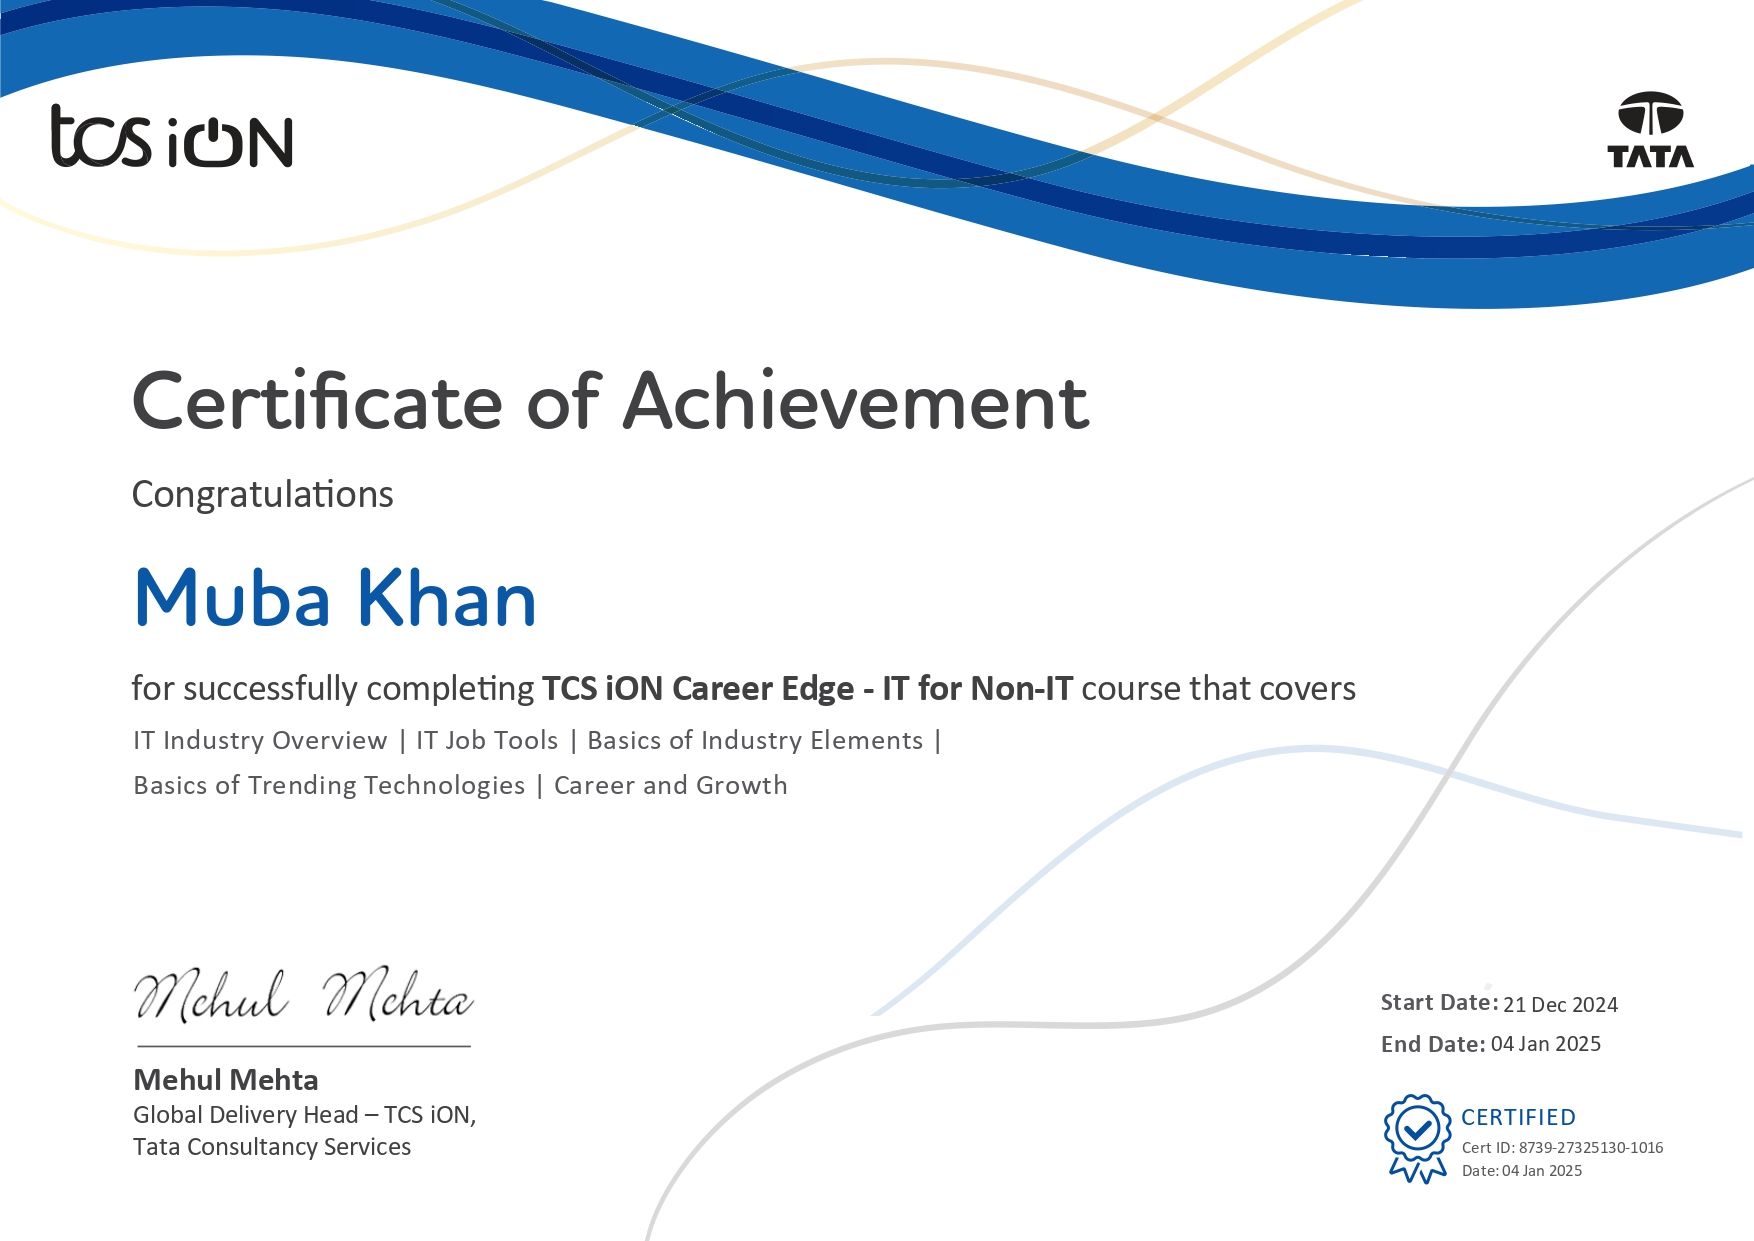 tcs iON
TATA
Certificate of Achievement
Congratulations
Muba Khan
for successfully completing TCS iON Career Edge - IT for Non-IT course that covers
IT Industry Overview | IT Job Tools | Basics of Industry Elements |
Basics of Trending Technologies | Career and Growth
Mehul Mehta
Mehul Mehta
Global Delivery Head – TCS iON,
Tata Consultancy Services
Start Date: 21 Dec 2024
End Date: 04 Jan 2025
CERTIFIED
Cert ID: 8739-27325130-1016
Date: 04 Jan 2025